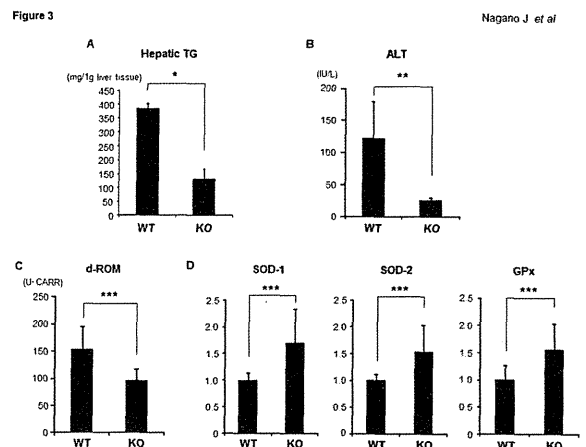 Figure 3
Nagano J et al
A
Hepatic TG
(mg/1g liver tissue)
*
450
400
350
300
250
200
150
100
50
0
WT KO
B
ALT
(IU/L)
**
200
150
100
50
0
WT KO
C
d-ROM
(U·CARR)
***
250
200
150
100
50
0
WT KO
D
SOD-1
***
2.5
2.0
1.5
1.0
0.5
0
WT KO
SOD-2
***
2.5
2.0
1.5
1.0
0.5
0
WT KO
GPx
***
2.5
2.0
1.5
1.0
0.5
0
WT KO